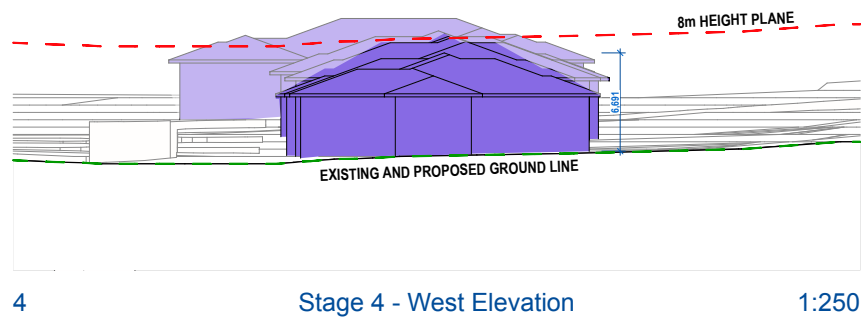 8m HEIGHT PLANE
6,691
EXISTING AND PROPOSED GROUND LINE
4 Stage 4 - West Elevation 1:250